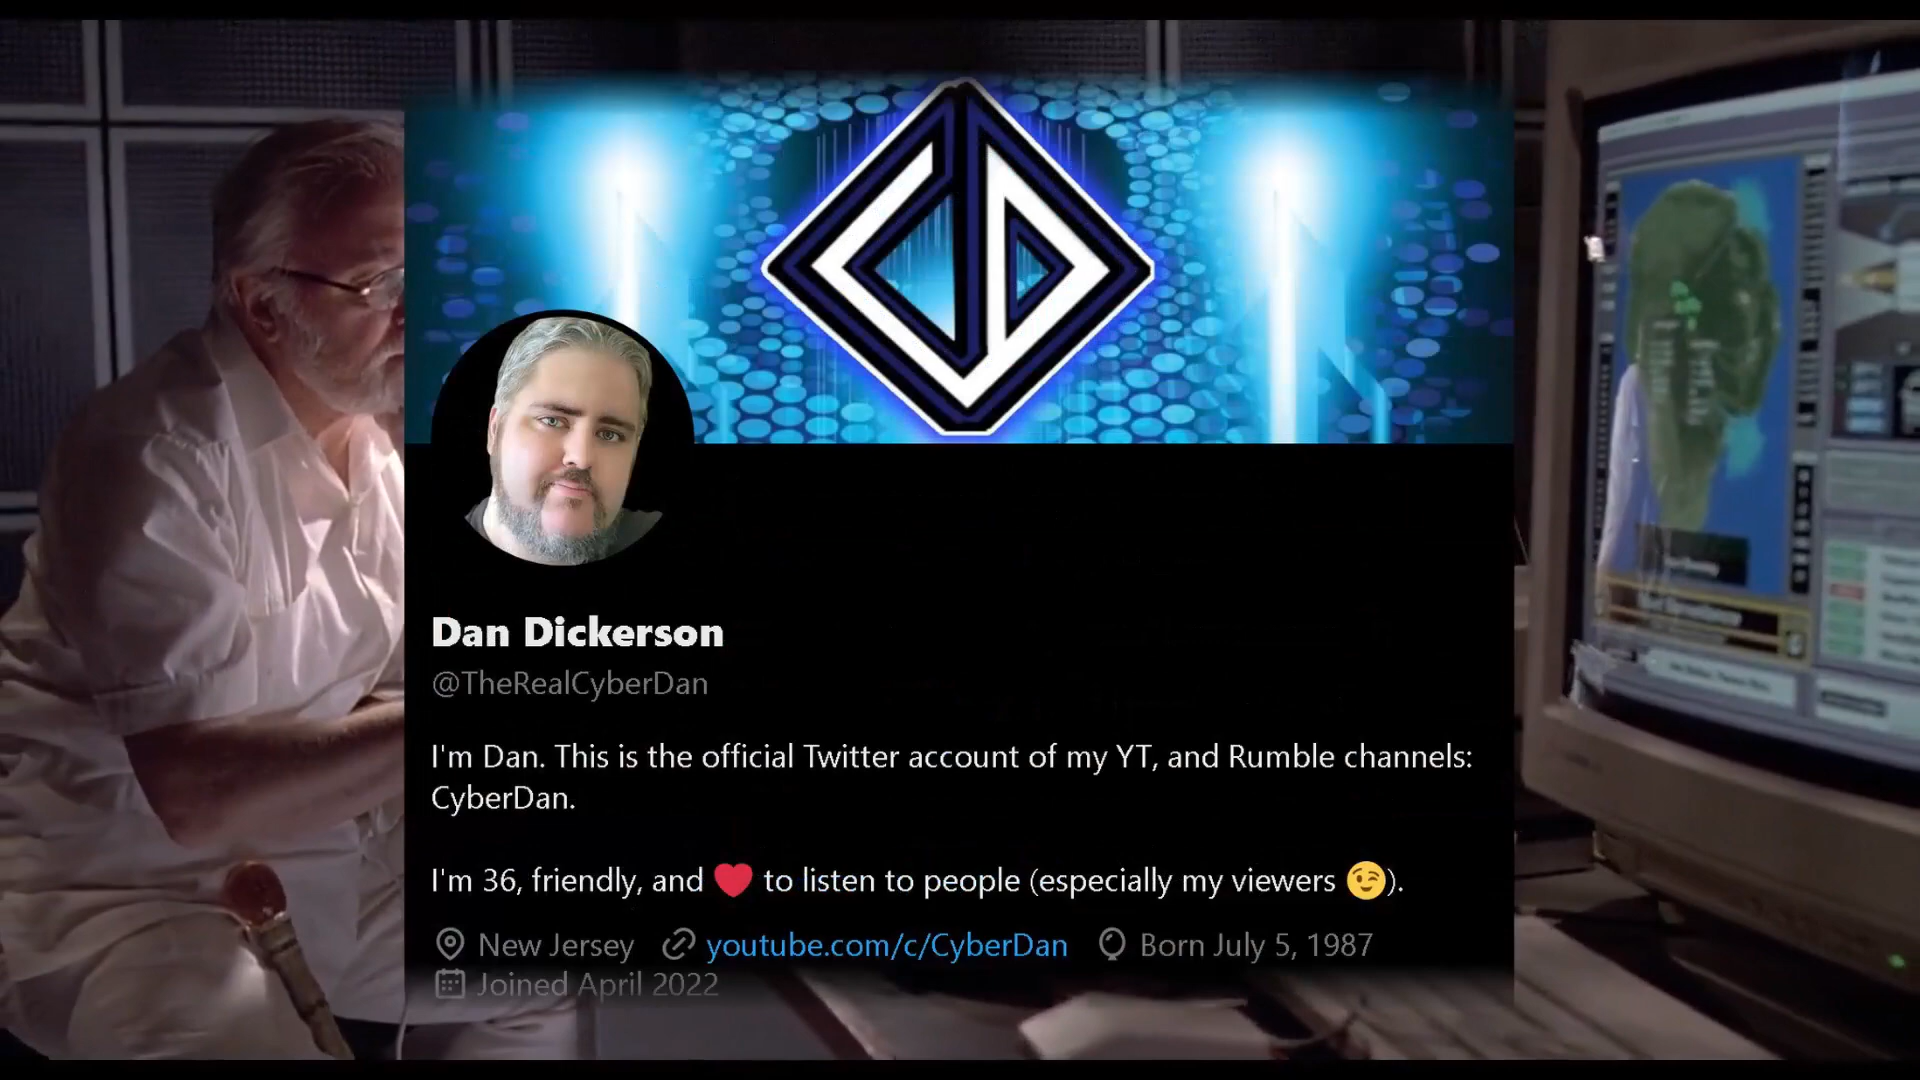 Dan Dickerson
@TheRealCyberDan
I'm Dan. This is the official Twitter account of my YT, and Rumble channels:
CyberDan.
I'm 36, friendly, and ❤️ to listen to people (especially my viewers 😉).
New Jersey youtube.com/c/CyberDan Born July 5, 1987
Joined April 2022